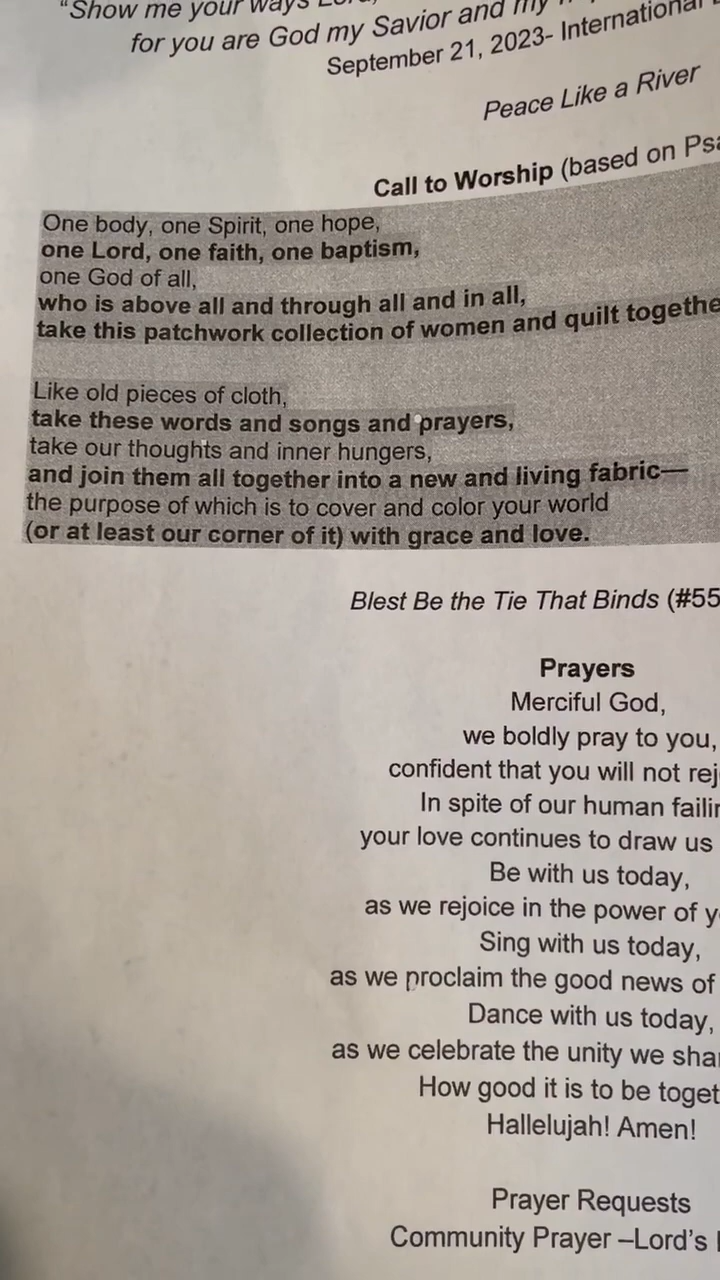 "Show me your ways Lord,
for you are God my Savior and my
September 21, 2023- International
Peace Like a River
Call to Worship (based on
One body, one Spirit, one hope,
one Lord, one faith, one baptism,
one God of all,
who is above all and through all and in all,
take this patchwork collection of women and quilt
Like old pieces of cloth,
take these words and songs and prayers,
take our thoughts and inner hungers,
and join them all together into a new and living fabric—
the purpose of which is to cover and color your world
(or at least our corner of it) with grace and love.
Blest Be the Tie That Binds (#55
Prayers
Merciful God,
we boldly pray to you,
confident that you will not
In spite of our human
your love continues to draw us
Be with us today,
as we rejoice in the power of
Sing with us today,
as we proclaim the good news of
Dance with us today,
as we celebrate the unity we
How good it is to be
Hallelujah! Amen!
Prayer Requests
Community Prayer –Lord's